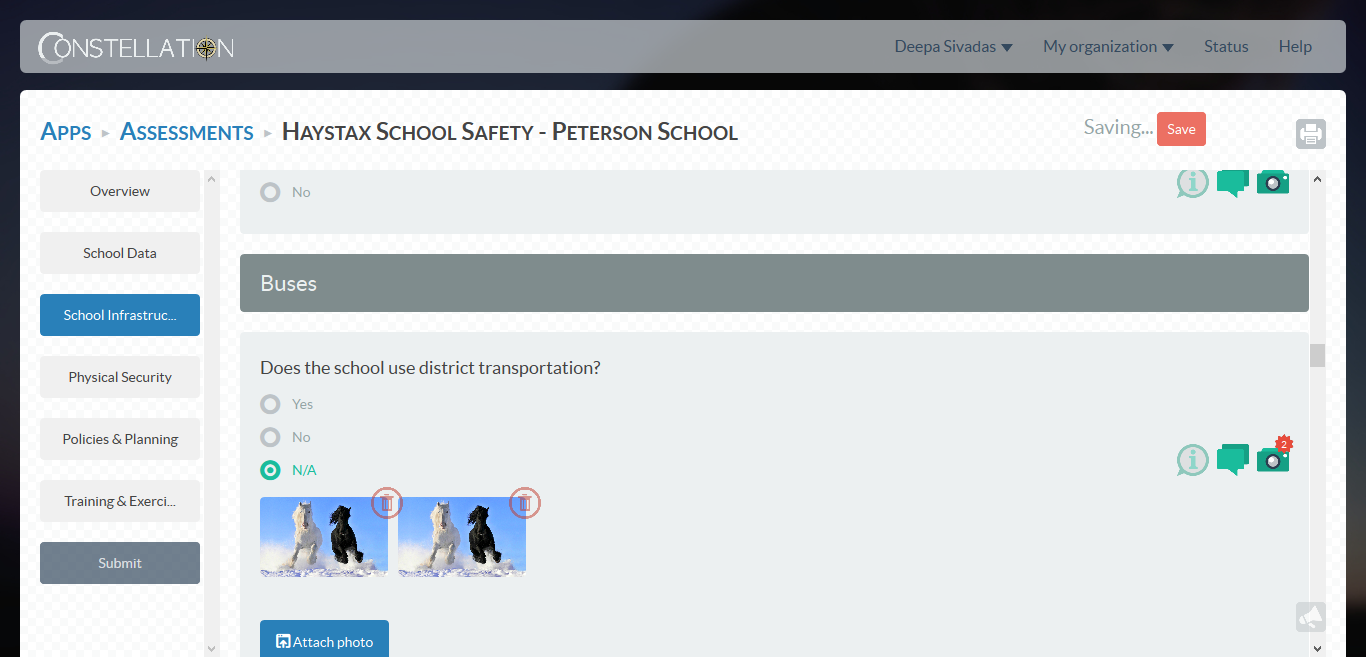 CONSTELLATION
Deepa Sivadas
My organization
Status
Help
APPS ASSESSMENTS HAYSTAX SCHOOL SAFETY - PETERSON SCHOOL
Saving...
Save
Overview
School Data
School Infrastruc...
Physical Security
Policies & Planning
Training & Exerci...
Submit
No
Buses
Does the school use district transportation?
Yes
No
N/A
2
Attach photo